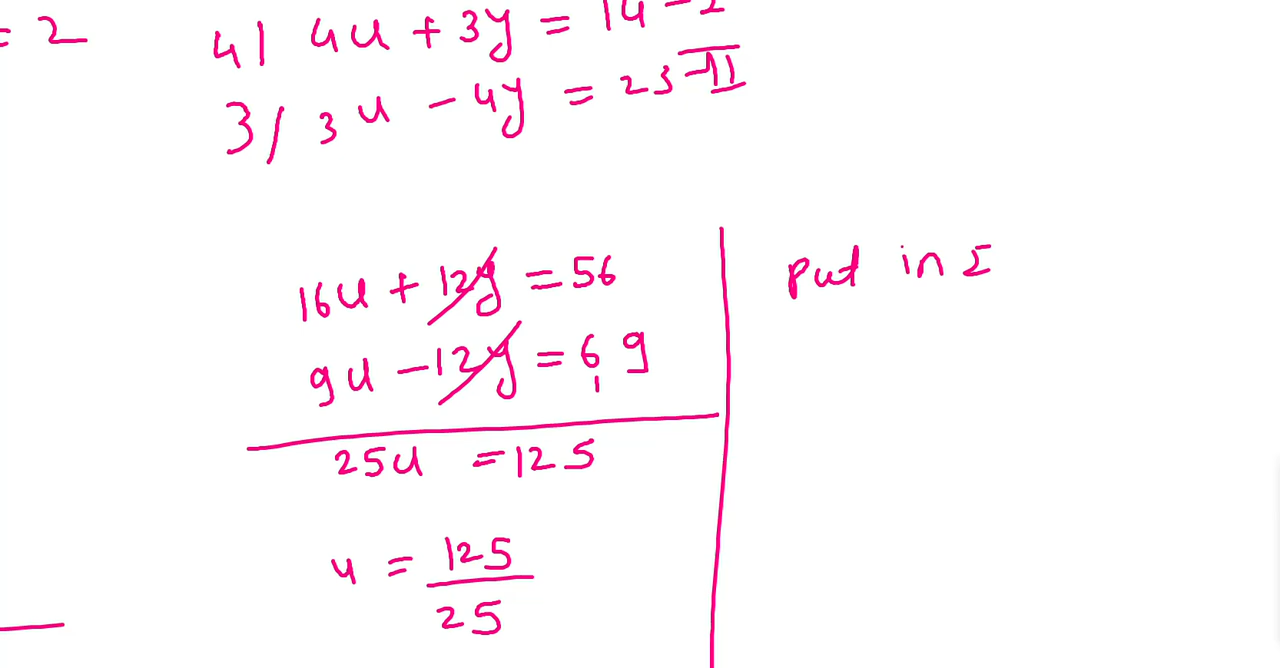 = 2
4| 4u + 3y = 14 - I
3/ 3u - 4y = 23 - II
16u + 12y = 56
9u - 12y = 69
25u = 125
u = 125/25
put in I